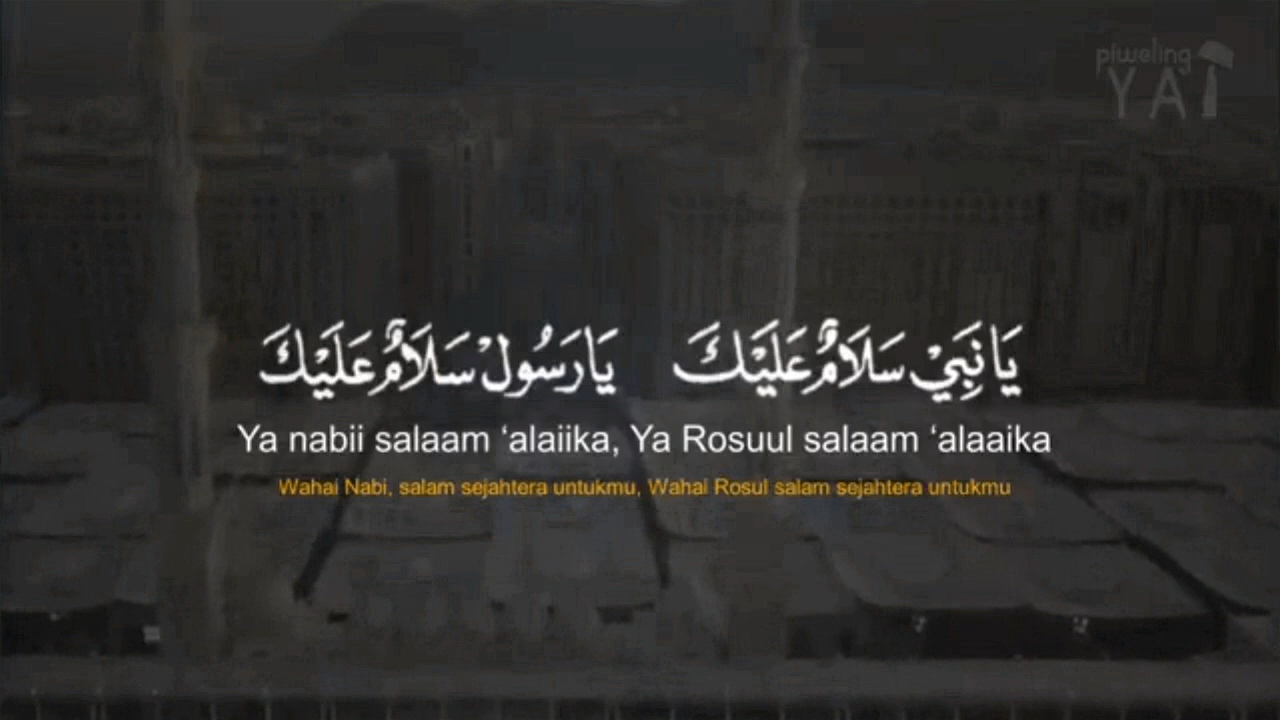 piweling
YAI
يَا نَبِيْ سَلَامٌ عَلَيْكَ يَا رَسُولْ سَلَامٌ عَلَيْكَ
Ya nabii salaam ‘alaiika, Ya Rosuul salaam ‘alaaika
Wahai Nabi, salam sejahtera untukmu, Wahai Rosul salam sejahtera untukmu